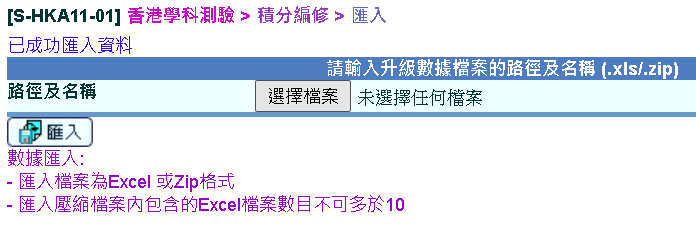 [S-HKA11-01] 香港學科測驗 > 積分編修 > 匯入
已成功匯入資料
請輸入升級數據檔案的路徑及名稱 (.xls/.zip)
路徑及名稱 選擇檔案 未選擇任何檔案
匯入
數據匯入:
- 匯入檔案為Excel 或Zip格式
- 匯入壓縮檔案內包含的Excel檔案數目不可多於10